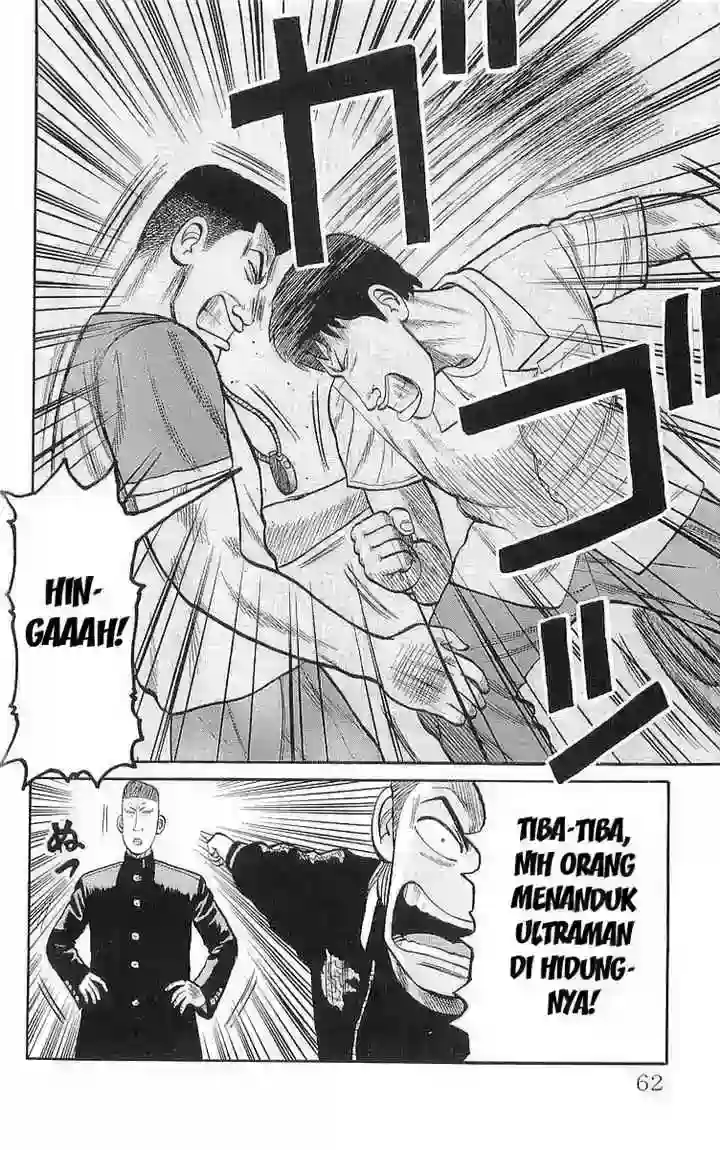 ガゴッ
HIN-
GAAAH!
ぬっ
TIBA-TIBA,
MH ORANG
MENANDUK
ULTRAMAN
DI HIDUNG-
NYA!
62